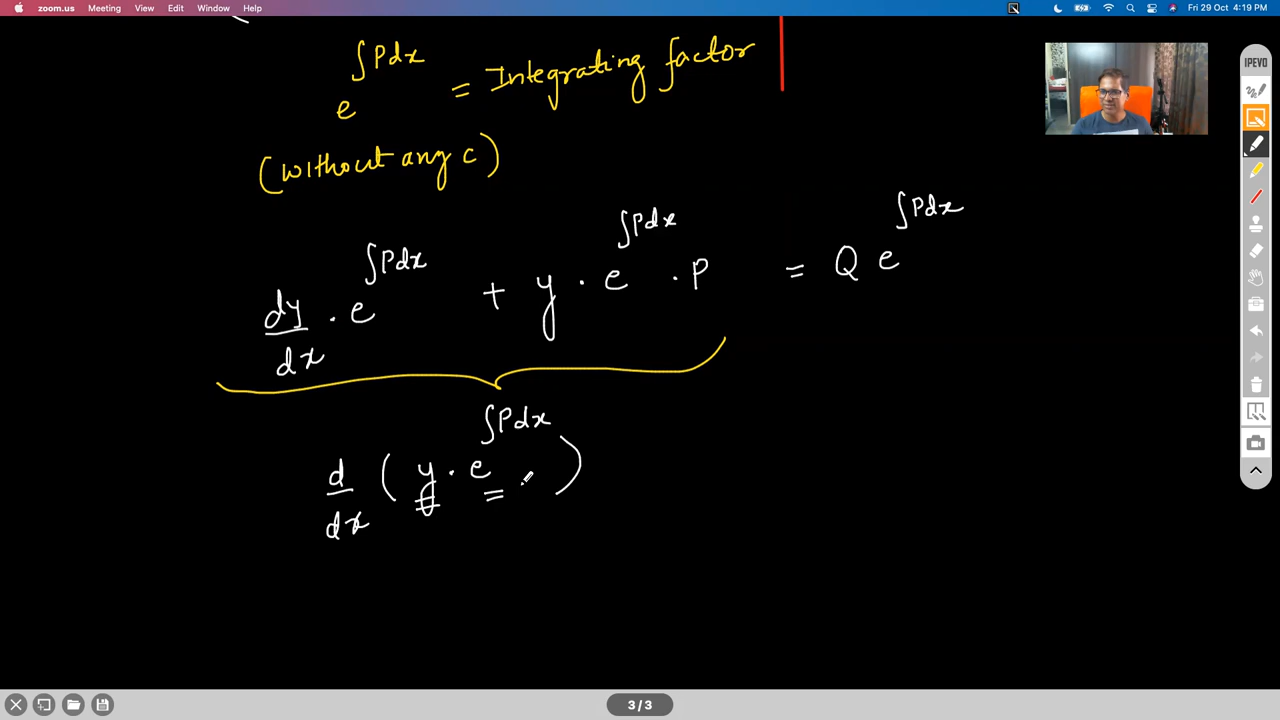 zoom.us Meeting View Edit Window Help Fri 29 Oct 4:19 PM
IPEVO
e^∫Pdx = Integrating factor
(without any c)
dy/dx · e^∫Pdx + y · e^∫Pdx · P = Q e^∫Pdx
d/dx ( y · e^∫Pdx )
3/3